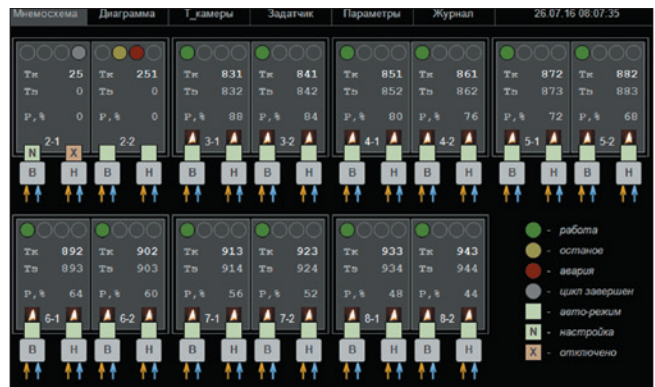 Мнемосхема Диаграмма Т_камеры Задатчик Параметры Журнал 26.07.16 08:07:35
Тк 25 Тк 251 Тк 831 Тк 841 Тк 851 Тк 861 Тк 872 Тк 882
Тз 0 Тз 0 Тз 832 Тз 842 Тз 852 Тз 862 Тз 873 Тз 883
P,% 0 P,% 0 P,% 88 P,% 84 P,% 80 P,% 76 P,% 72 P,% 68
2-1 2-2 3-1 3-2 4-1 4-2 5-1 5-2
N X
В Н В Н В Н В Н В Н В Н В Н В Н
Тк 892 Тк 902 Тк 913 Тк 923 Тк 933 Тк 943
Тз 893 Тз 903 Тз 914 Тз 924 Тз 934 Тз 944
P,% 64 P,% 60 P,% 56 P,% 52 P,% 48 P,% 44
6-1 6-2 7-1 7-2 8-1 8-2
В Н В Н В Н В Н В Н В Н
- работа
- останов
- авария
- цикл завершен
- авто-режим
N - настройка
X - отключено